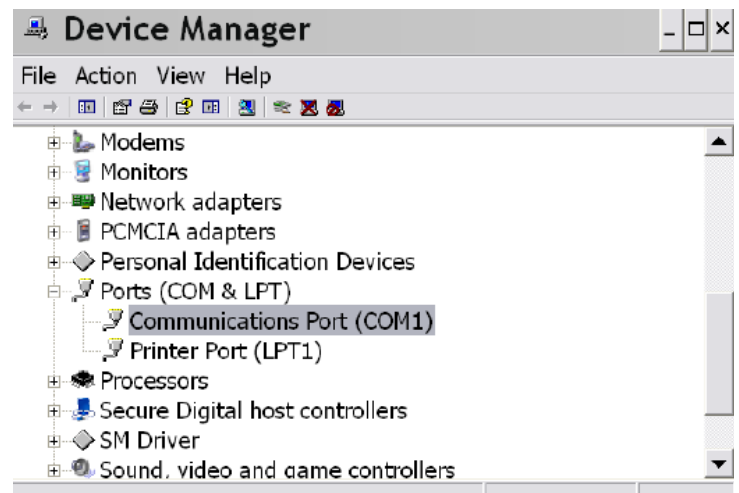 Device Manager
File Action View Help
Modems
Monitors
Network adapters
PCMCIA adapters
Personal Identification Devices
Ports (COM & LPT)
Communications Port (COM1)
Printer Port (LPT1)
Processors
Secure Digital host controllers
SM Driver
Sound, video and game controllers